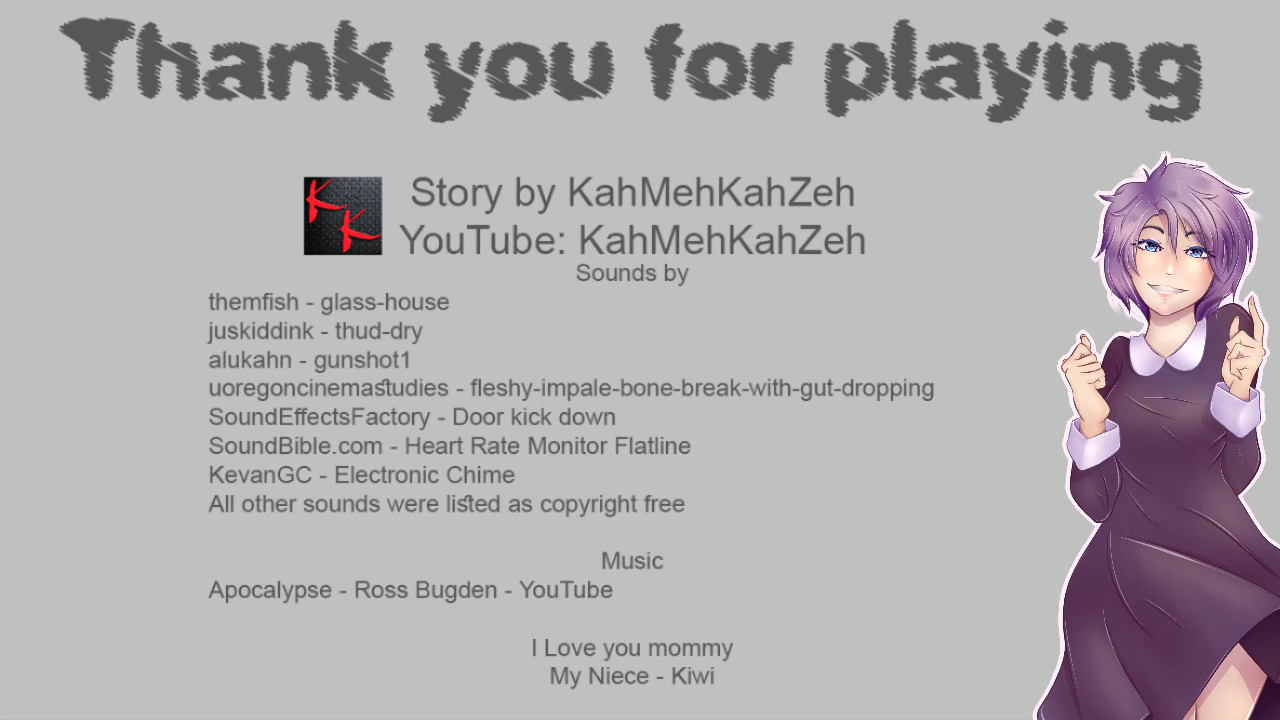 Thank you for playing
K
K
Story by KahMehKahZeh
YouTube: KahMehKahZeh
Sounds by
themfish - glass-house
juskiddink - thud-dry
alukahn - gunshot1
uoregoncinemastudies - fleshy-impale-bone-break-with-gut-dropping
SoundEffectsFactory - Door kick down
SoundBible.com - Heart Rate Monitor Flatline
KevanGC - Electronic Chime
All other sounds were listed as copyright free
Music
Apocalypse - Ross Bugden - YouTube
I Love you mommy
My Niece - Kiwi